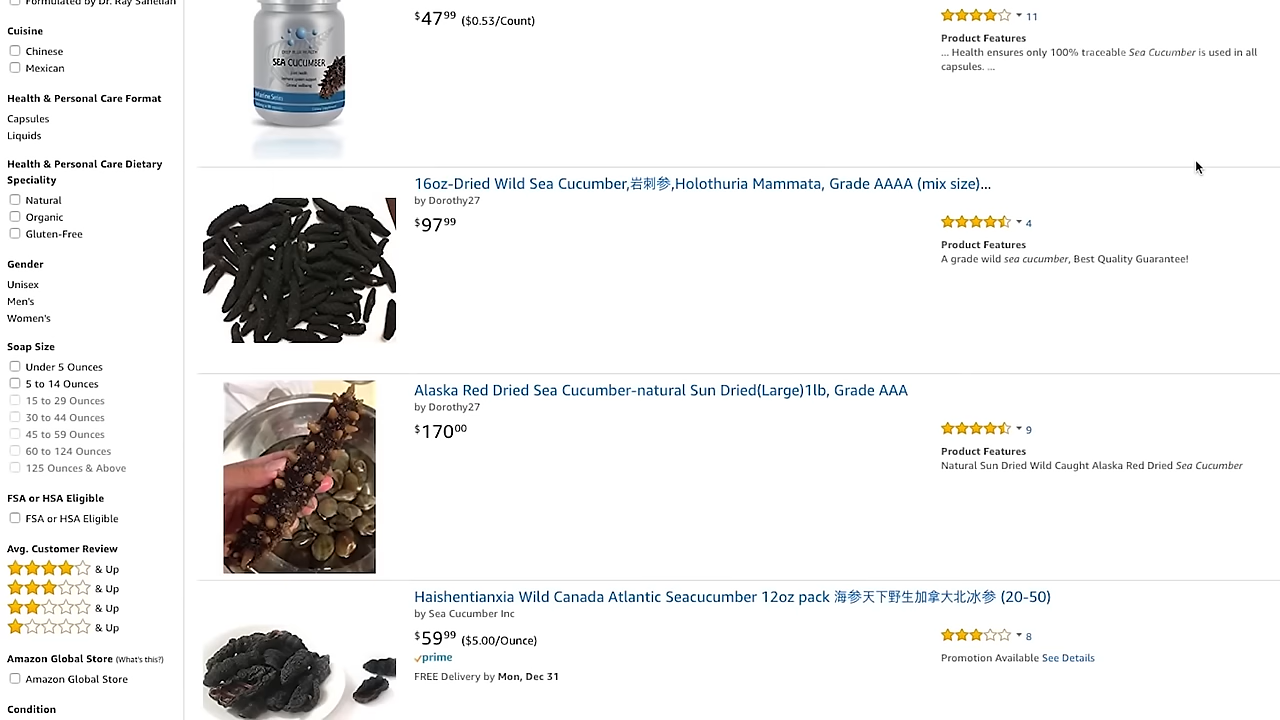 Formulated by Dr. Ray Sahelian
Cuisine
Chinese
Mexican
Health & Personal Care Format
Capsules
Liquids
Health & Personal Care Dietary
Speciality
Natural
Organic
Gluten-Free
Gender
Unisex
Men's
Women's
Soap Size
Under 5 Ounces
5 to 14 Ounces
15 to 29 Ounces
30 to 44 Ounces
45 to 59 Ounces
60 to 124 Ounces
125 Ounces & Above
FSA or HSA Eligible
FSA or HSA Eligible
Avg. Customer Review
& Up
& Up
& Up
& Up
Amazon Global Store (What's this?)
Amazon Global Store
Condition
SEA CUCUMBER
$47.99 ($0.53/Count)
11
Product Features
... Health ensures only 100% traceable Sea Cucumber is used in all
capsules. ...
16oz-Dried Wild Sea Cucumber,岩刺参,Holothuria Mammata, Grade AAAA (mix size)...
by Dorothy27
$97.99
4
Product Features
A grade wild sea cucumber, Best Quality Guarantee!
Alaska Red Dried Sea Cucumber-natural Sun Dried(Large)1lb, Grade AAA
by Dorothy27
$170.00
9
Product Features
Natural Sun Dried Wild Caught Alaska Red Dried Sea Cucumber
Haishentianxia Wild Canada Atlantic Seacucumber 12oz pack 海参天下野生加拿大北冰参 (20-50)
by Sea Cucumber Inc
$59.99 ($5.00/Ounce)
prime
FREE Delivery by Mon, Dec 31
8
Promotion Available See Details